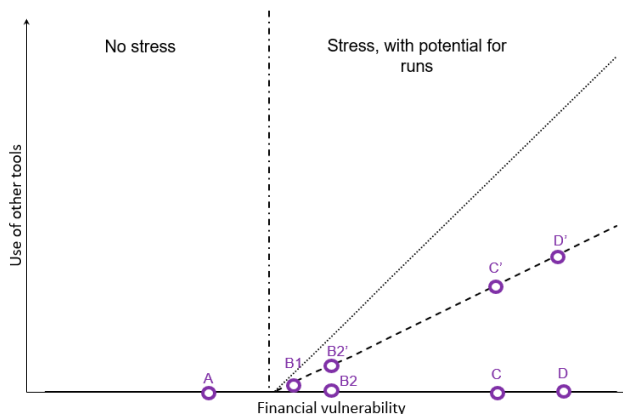 No stress
Stress, with potential for
runs
Use of other tools
D'
C'
B2'
B1
A
B2
C
D
Financial vulnerability